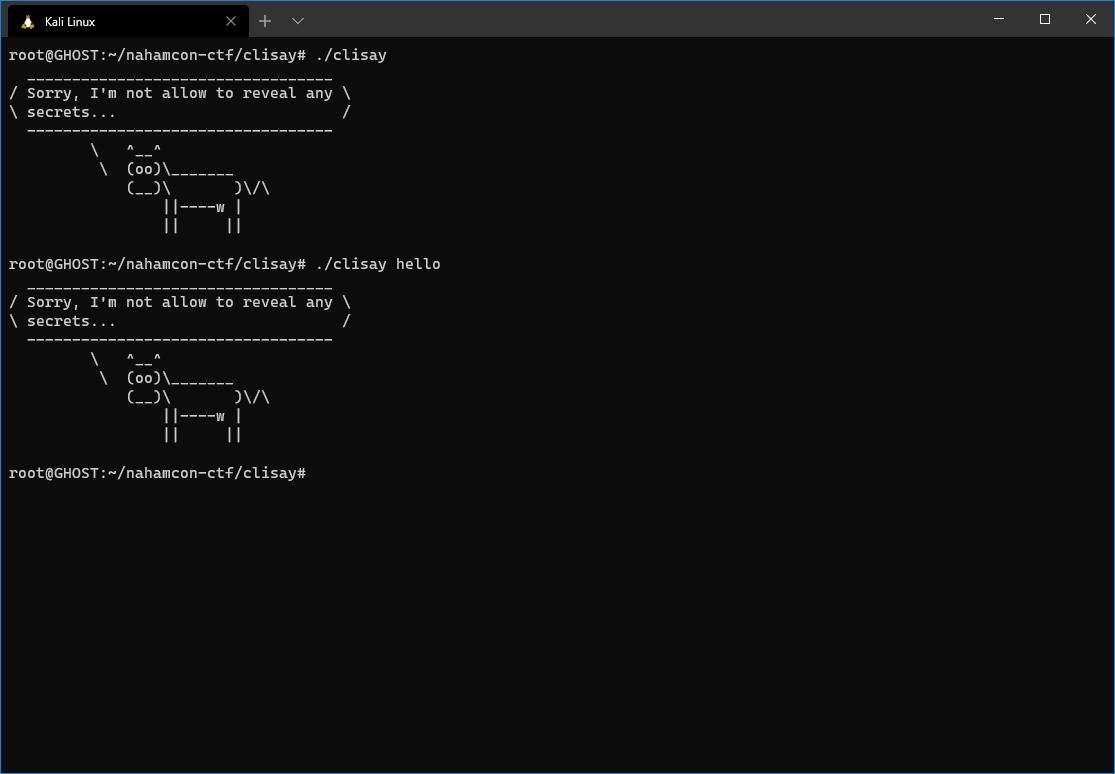 Kali Linux
root@GHOST:~/nahamcon-ctf/clisay# ./clisay
  __________________________________
/ Sorry, I'm not allow to reveal any \
\ secrets...                         /
  ----------------------------------
         \   ^__^
          \  (oo)\_______
             (__)\       )\/\
                 ||----w |
                 ||     ||
root@GHOST:~/nahamcon-ctf/clisay# ./clisay hello
  __________________________________
/ Sorry, I'm not allow to reveal any \
\ secrets...                         /
  ----------------------------------
         \   ^__^
          \  (oo)\_______
             (__)\       )\/\
                 ||----w |
                 ||     ||
root@GHOST:~/nahamcon-ctf/clisay#